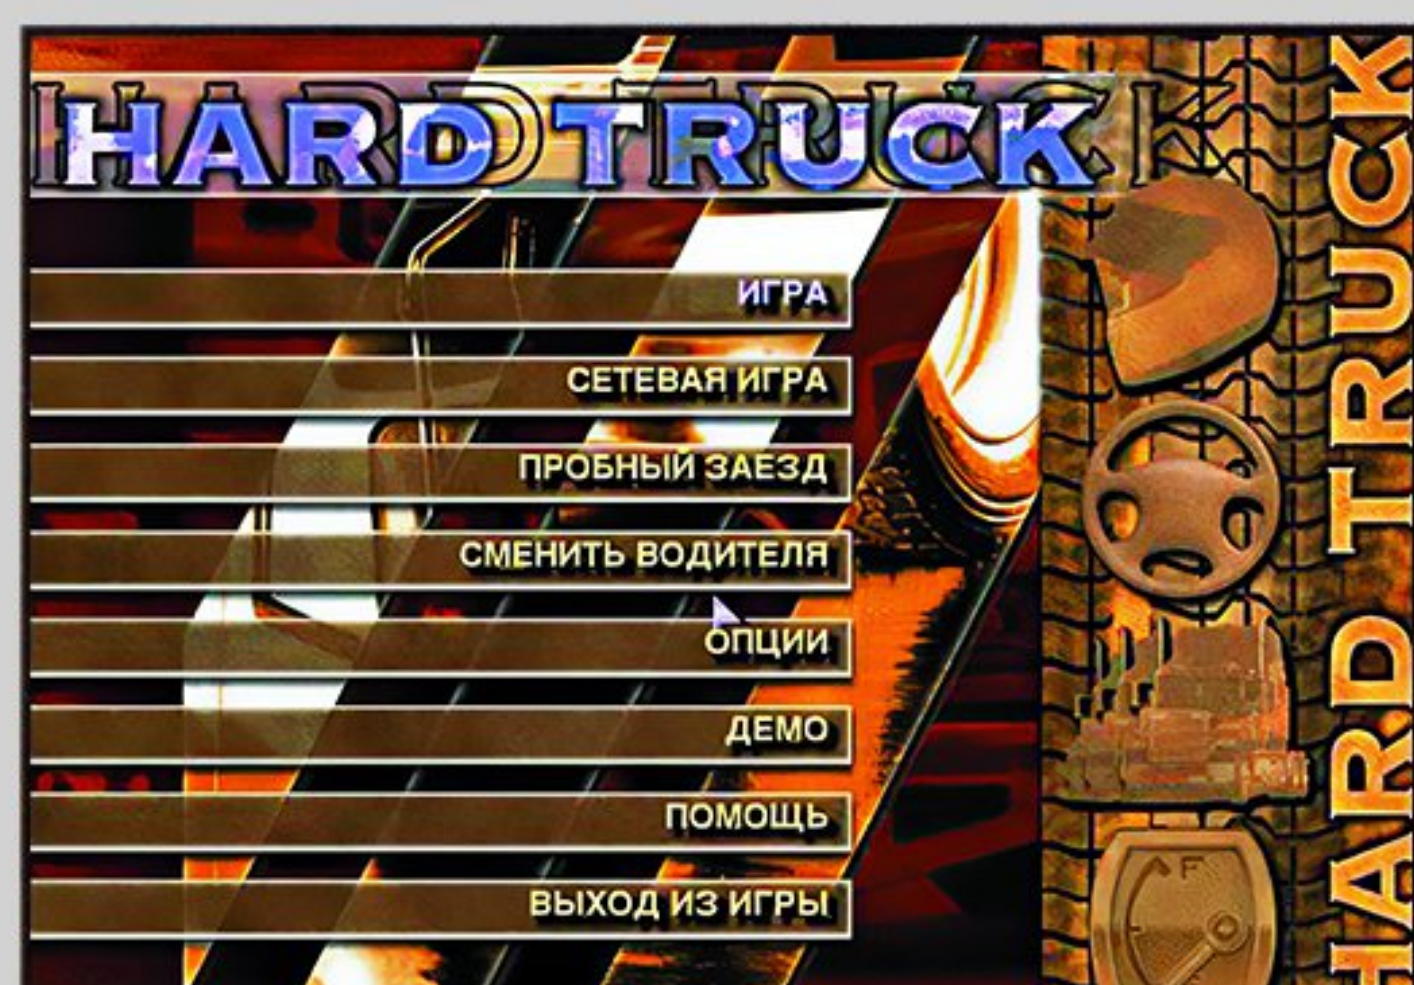 HARD TRUCK
ИГРА
СЕТЕВАЯ ИГРА
ПРОБНЫЙ ЗАЕЗД
СМЕНИТЬ ВОДИТЕЛЯ
ОПЦИИ
ДЕМО
ПОМОЩЬ
ВЫХОД ИЗ ИГРЫ
HARD TRUCK
F